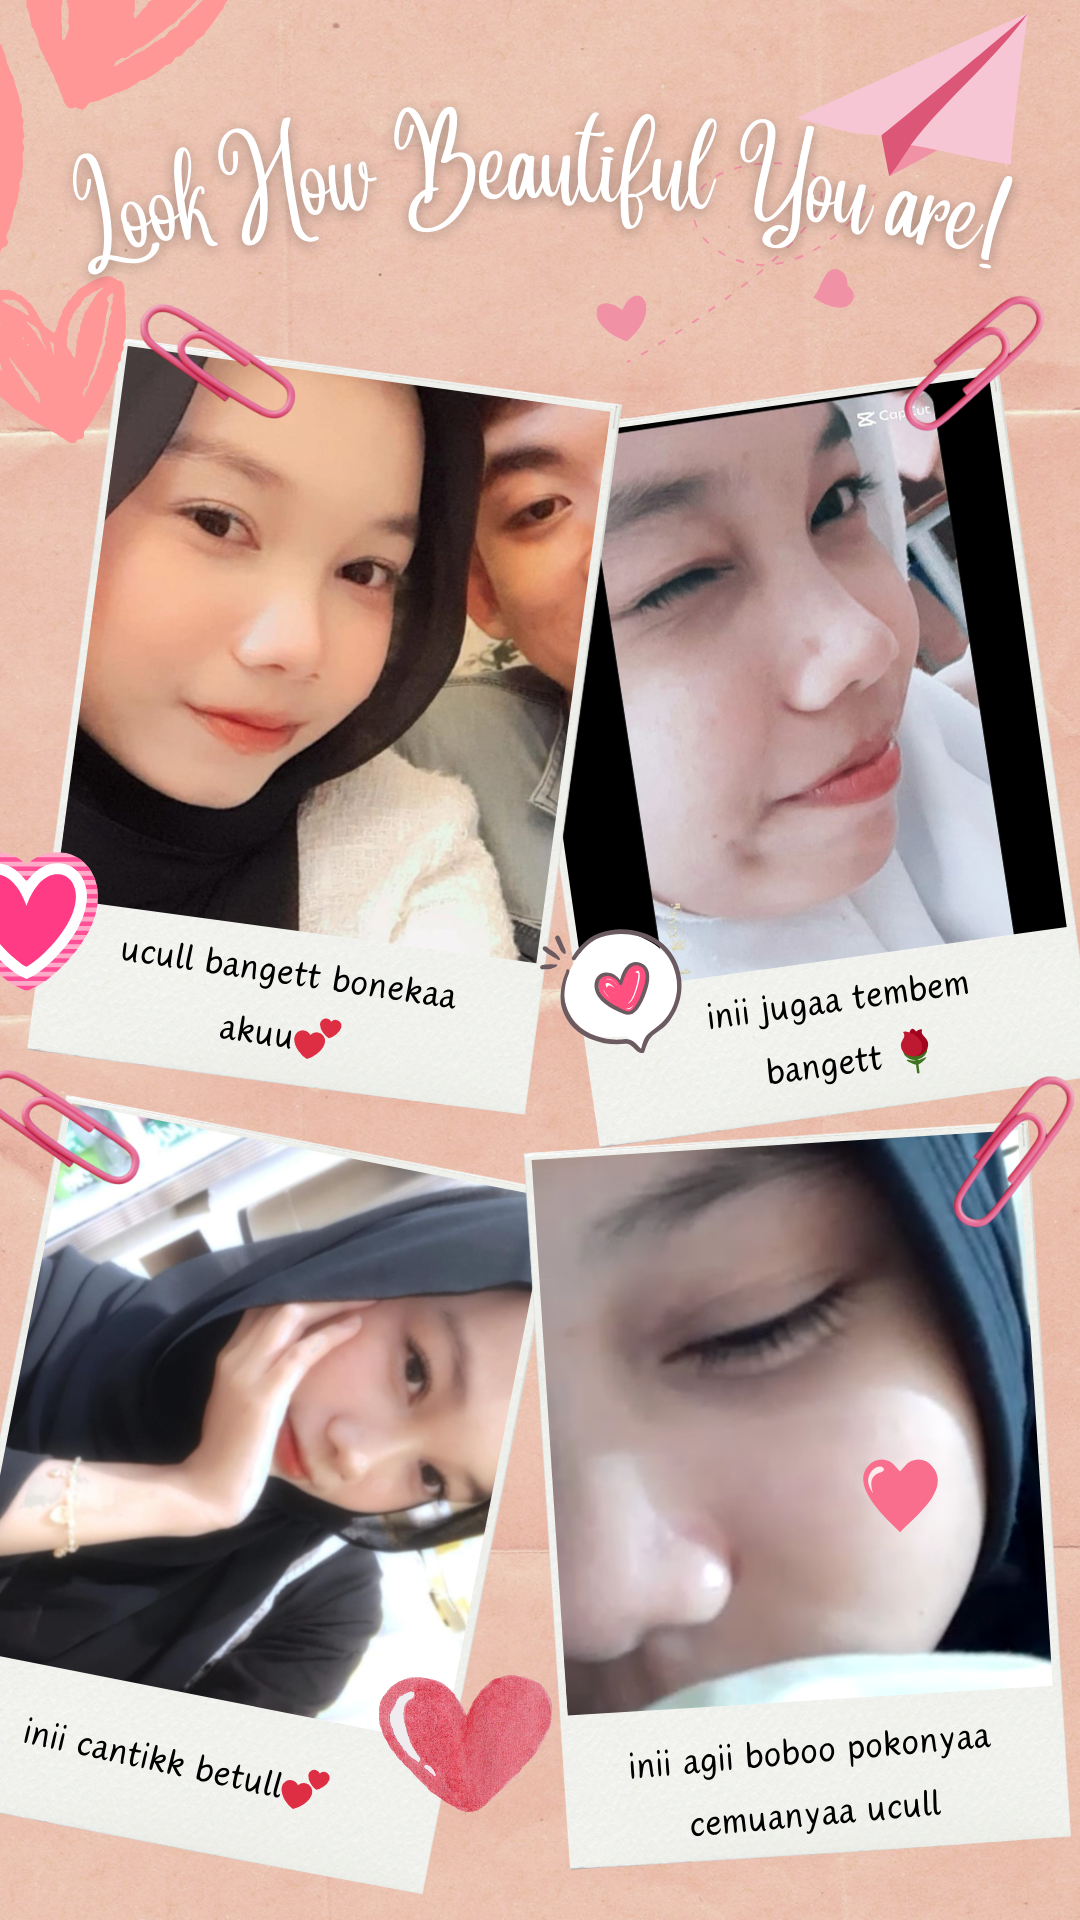 Look How Beautiful You are!
CapCut
ucull bangett bonekaa
akuu💕
inii jugaa tembem
bangett 🌹
inii cantikk betull💕
inii agii boboo pokonyaa
cemuanyaa ucull